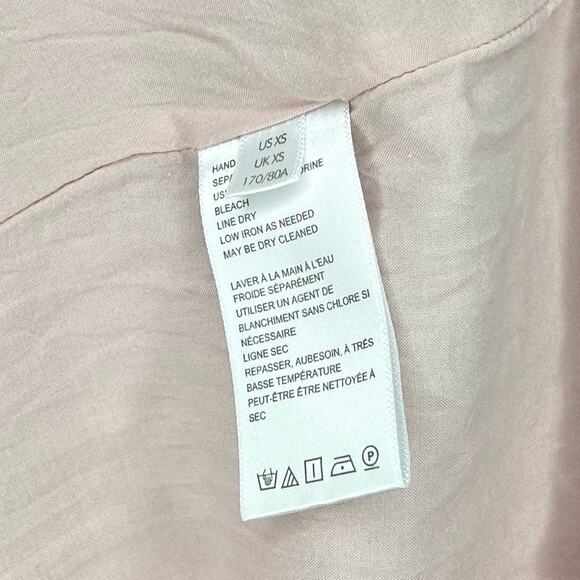 US XS
UK XS
170/80A
HAND
BLEACH
LINE DRY
LOW IRON AS NEEDED
MAY BE DRY CLEANED
LAVER À LA MAIN À L'EAU
FROIDE SÉPARÉMENT
UTILISER UN AGENT DE
BLANCHIMENT SANS CHLORE SI
NÉCESSAIRE
LIGNE SEC
REPASSER, AUBESOIN, À TRÈS
BASSE TEMPÉRATURE
PEUT-ÊTRE ÊTRE NETTOYÉE À
SEC
P